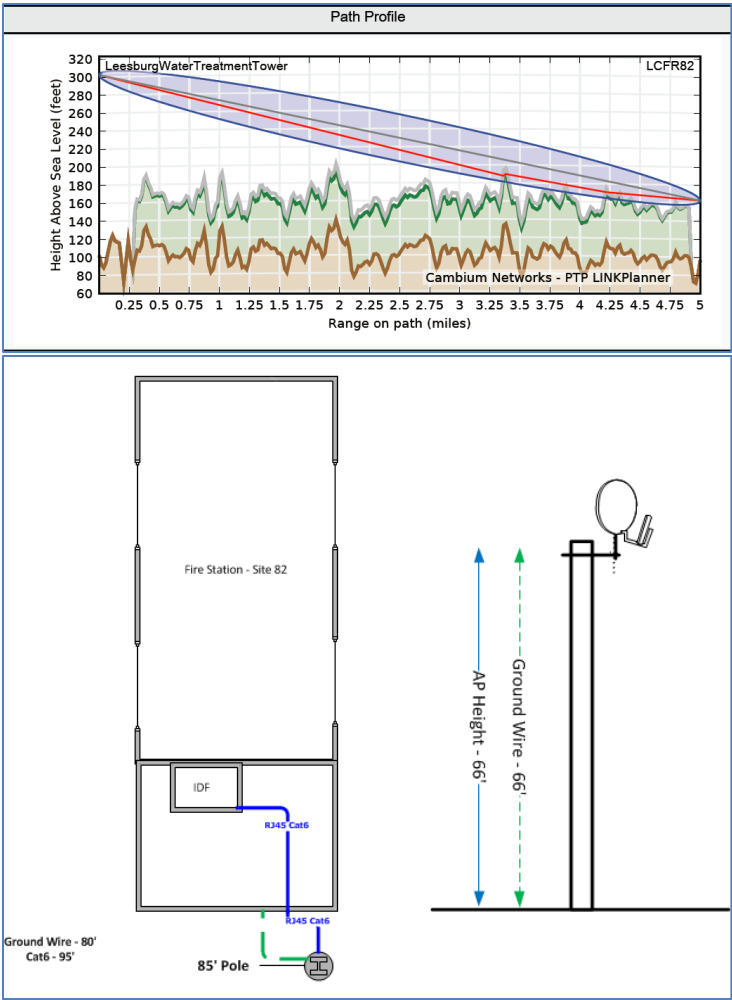 Path Profile
LeesburgWaterTreatmentTower
LCFR82
320
300
280
260
240
220
200
180
160
140
120
100
80
60
Height Above Sea Level (feet)
Cambium Networks - PTP LINKPlanner
0.25 0.5 0.75 1 1.25 1.5 1.75 2 2.25 2.5 2.75 3 3.25 3.5 3.75 4 4.25 4.5 4.75 5
Range on path (miles)
Fire Station - Site 82
IDF
RJ45 Cat6
RJ45 Cat6
Ground Wire - 80'
Cat6 - 95'
85' Pole
AP Height - 66'
Ground Wire - 66'